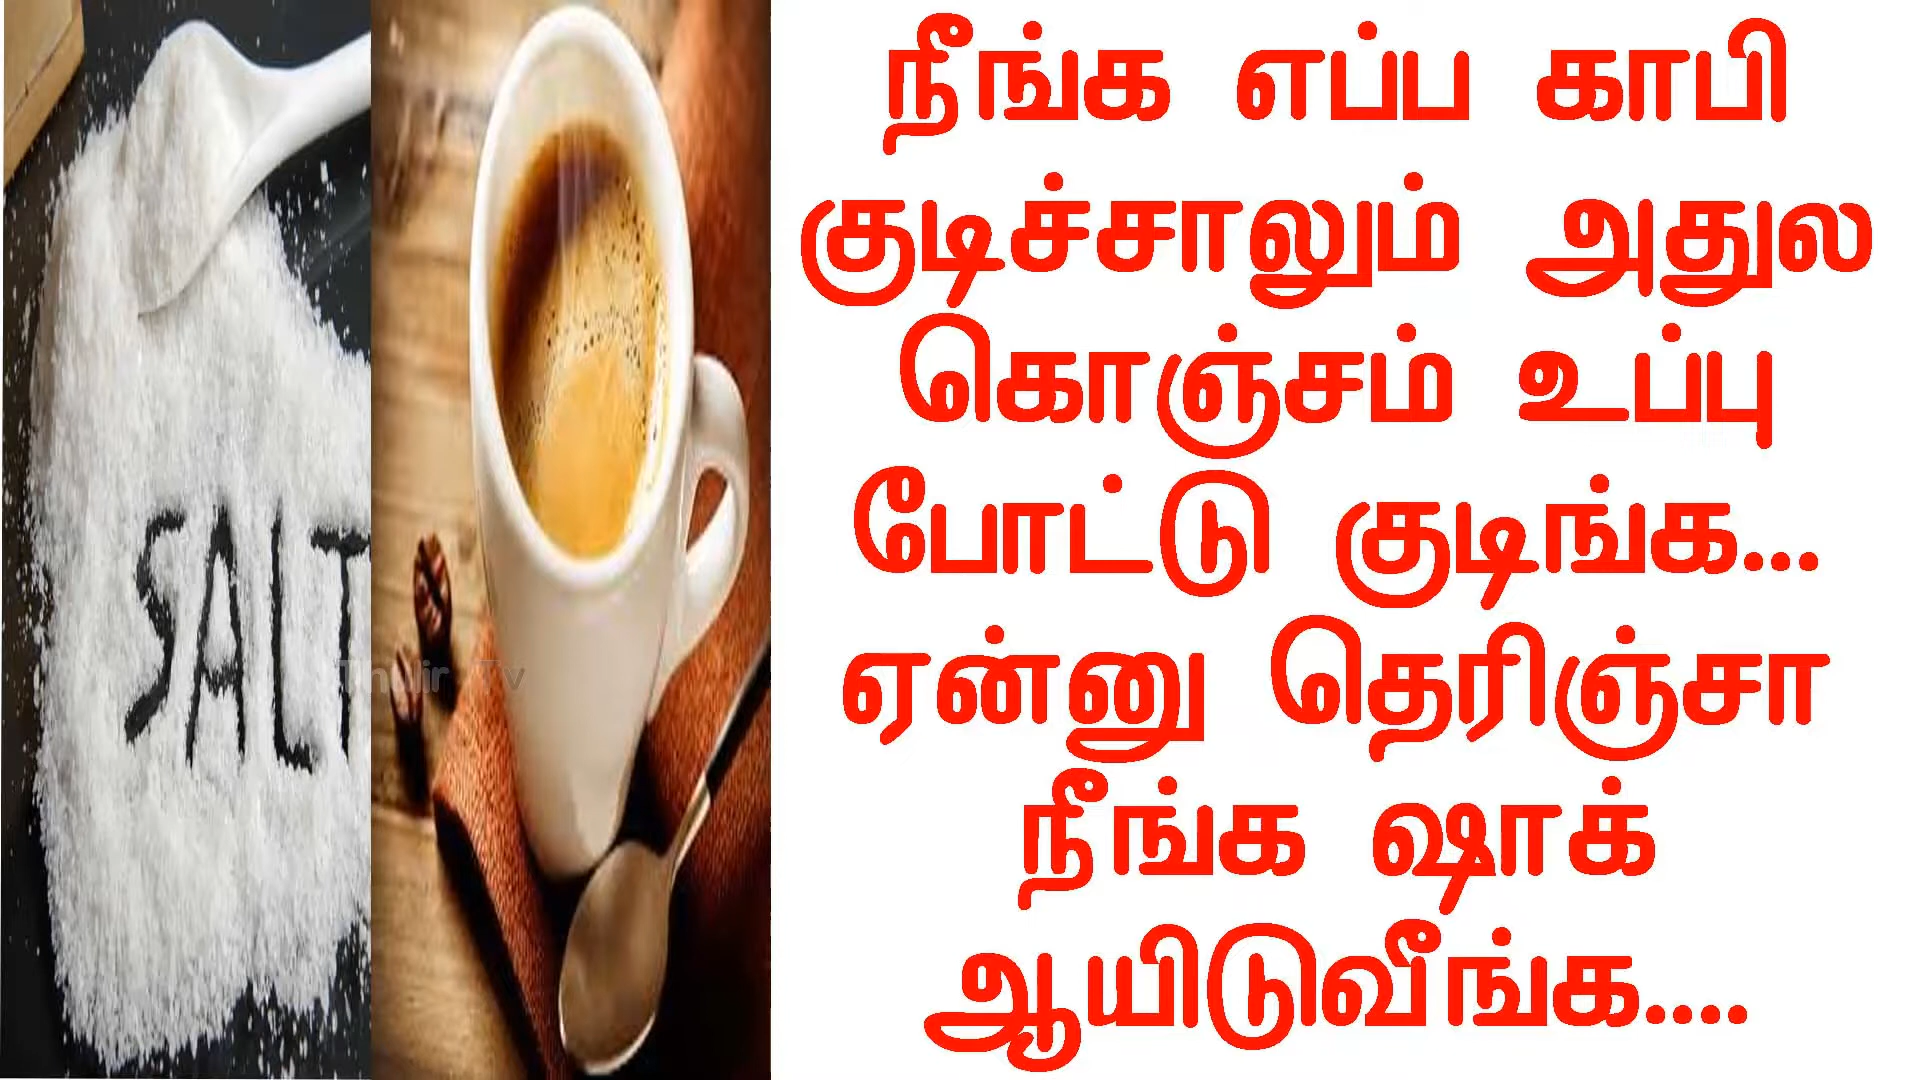 நீங்க எப்ப காபி
குடிச்சாலும் அதுல
கொஞ்சம் உப்பு
போட்டு குடிங்க...
ஏன்னு தெரிஞ்சா
நீங்க ஷாக்
ஆயிடுவீங்க....
SALT